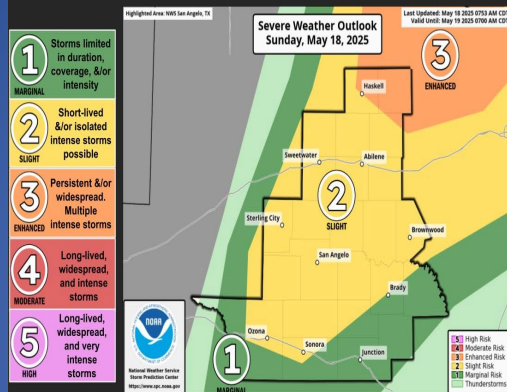 1
MARGINAL
Storms limited
in duration,
coverage, &/or
intensity
2
SLIGHT
Short-lived
&/or isolated
intense storms
possible
3
ENHANCED
Persistent &/or
widespread.
Multiple
intense storms
4
MODERATE
Long-lived,
widespread,
and intense
storms
5
HIGH
Long-lived,
widespread,
and very
intense
storms
Highlighted Area: NWS San Angelo, TX
Severe Weather Outlook
Sunday, May 18, 2025
Last Updated: May 18 2025 0753 AM CDT
Valid Until: May 19 2025 0700 AM CDT
3
ENHANCED
Haskell
Sweetwater
Abilene
2
SLIGHT
Sterling City
Brownwood
San Angelo
Brady
Ozona
Sonora
Junction
1
MARGINAL
NOAA
National Weather Service
Storm Prediction Center
https://www.spc.noaa.gov
5 High Risk
4 Moderate Risk
3 Enhanced Risk
2 Slight Risk
1 Marginal Risk
Thunderstorms